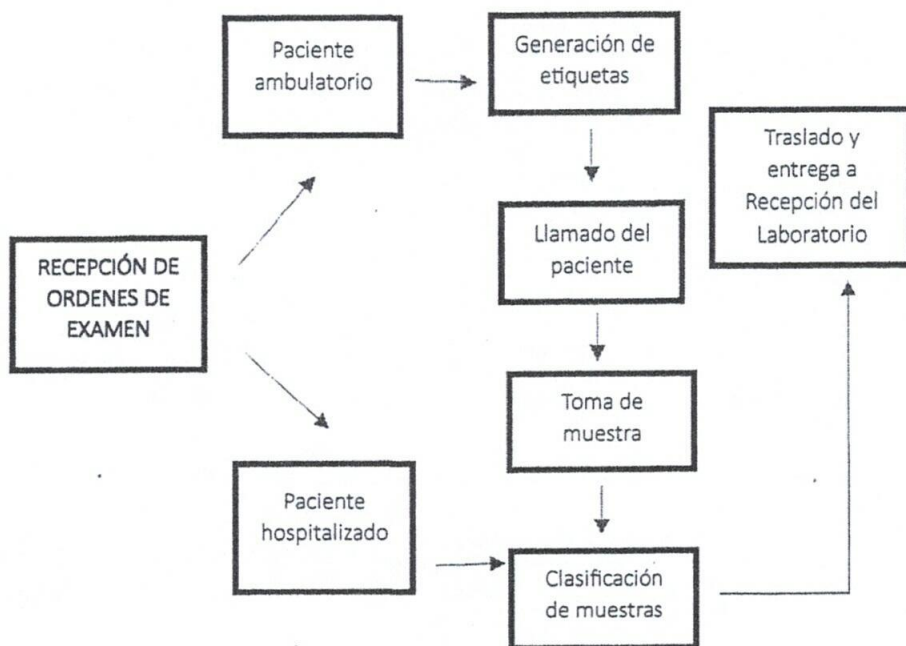 RECEPCIÓN DE
ORDENES DE
EXAMEN
Paciente
ambulatorio
Generación de
etiquetas
Llamado del
paciente
Toma de
muestra
Paciente
hospitalizado
Clasificación
de muestras
Traslado y
entrega a
Recepción del
Laboratorio